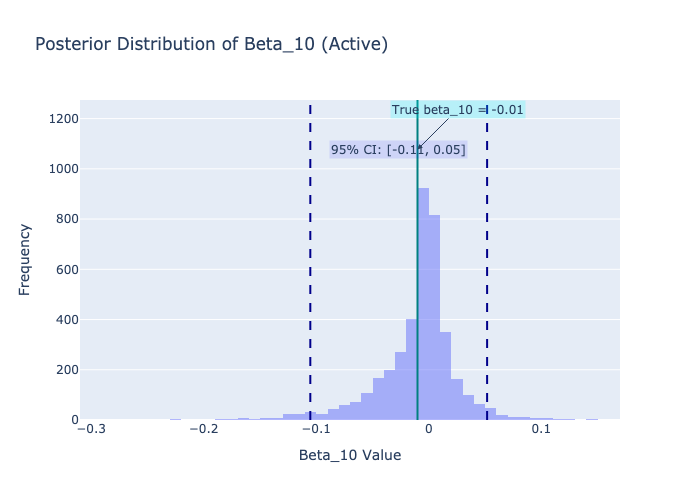 Posterior Distribution of Beta_10 (Active)
True beta_10 = -0.01
95% CI: [-0.11, 0.05]
1200
1000
800
600
400
200
0
Frequency
−0.3
−0.2
−0.1
0
0.1
Beta_10 Value